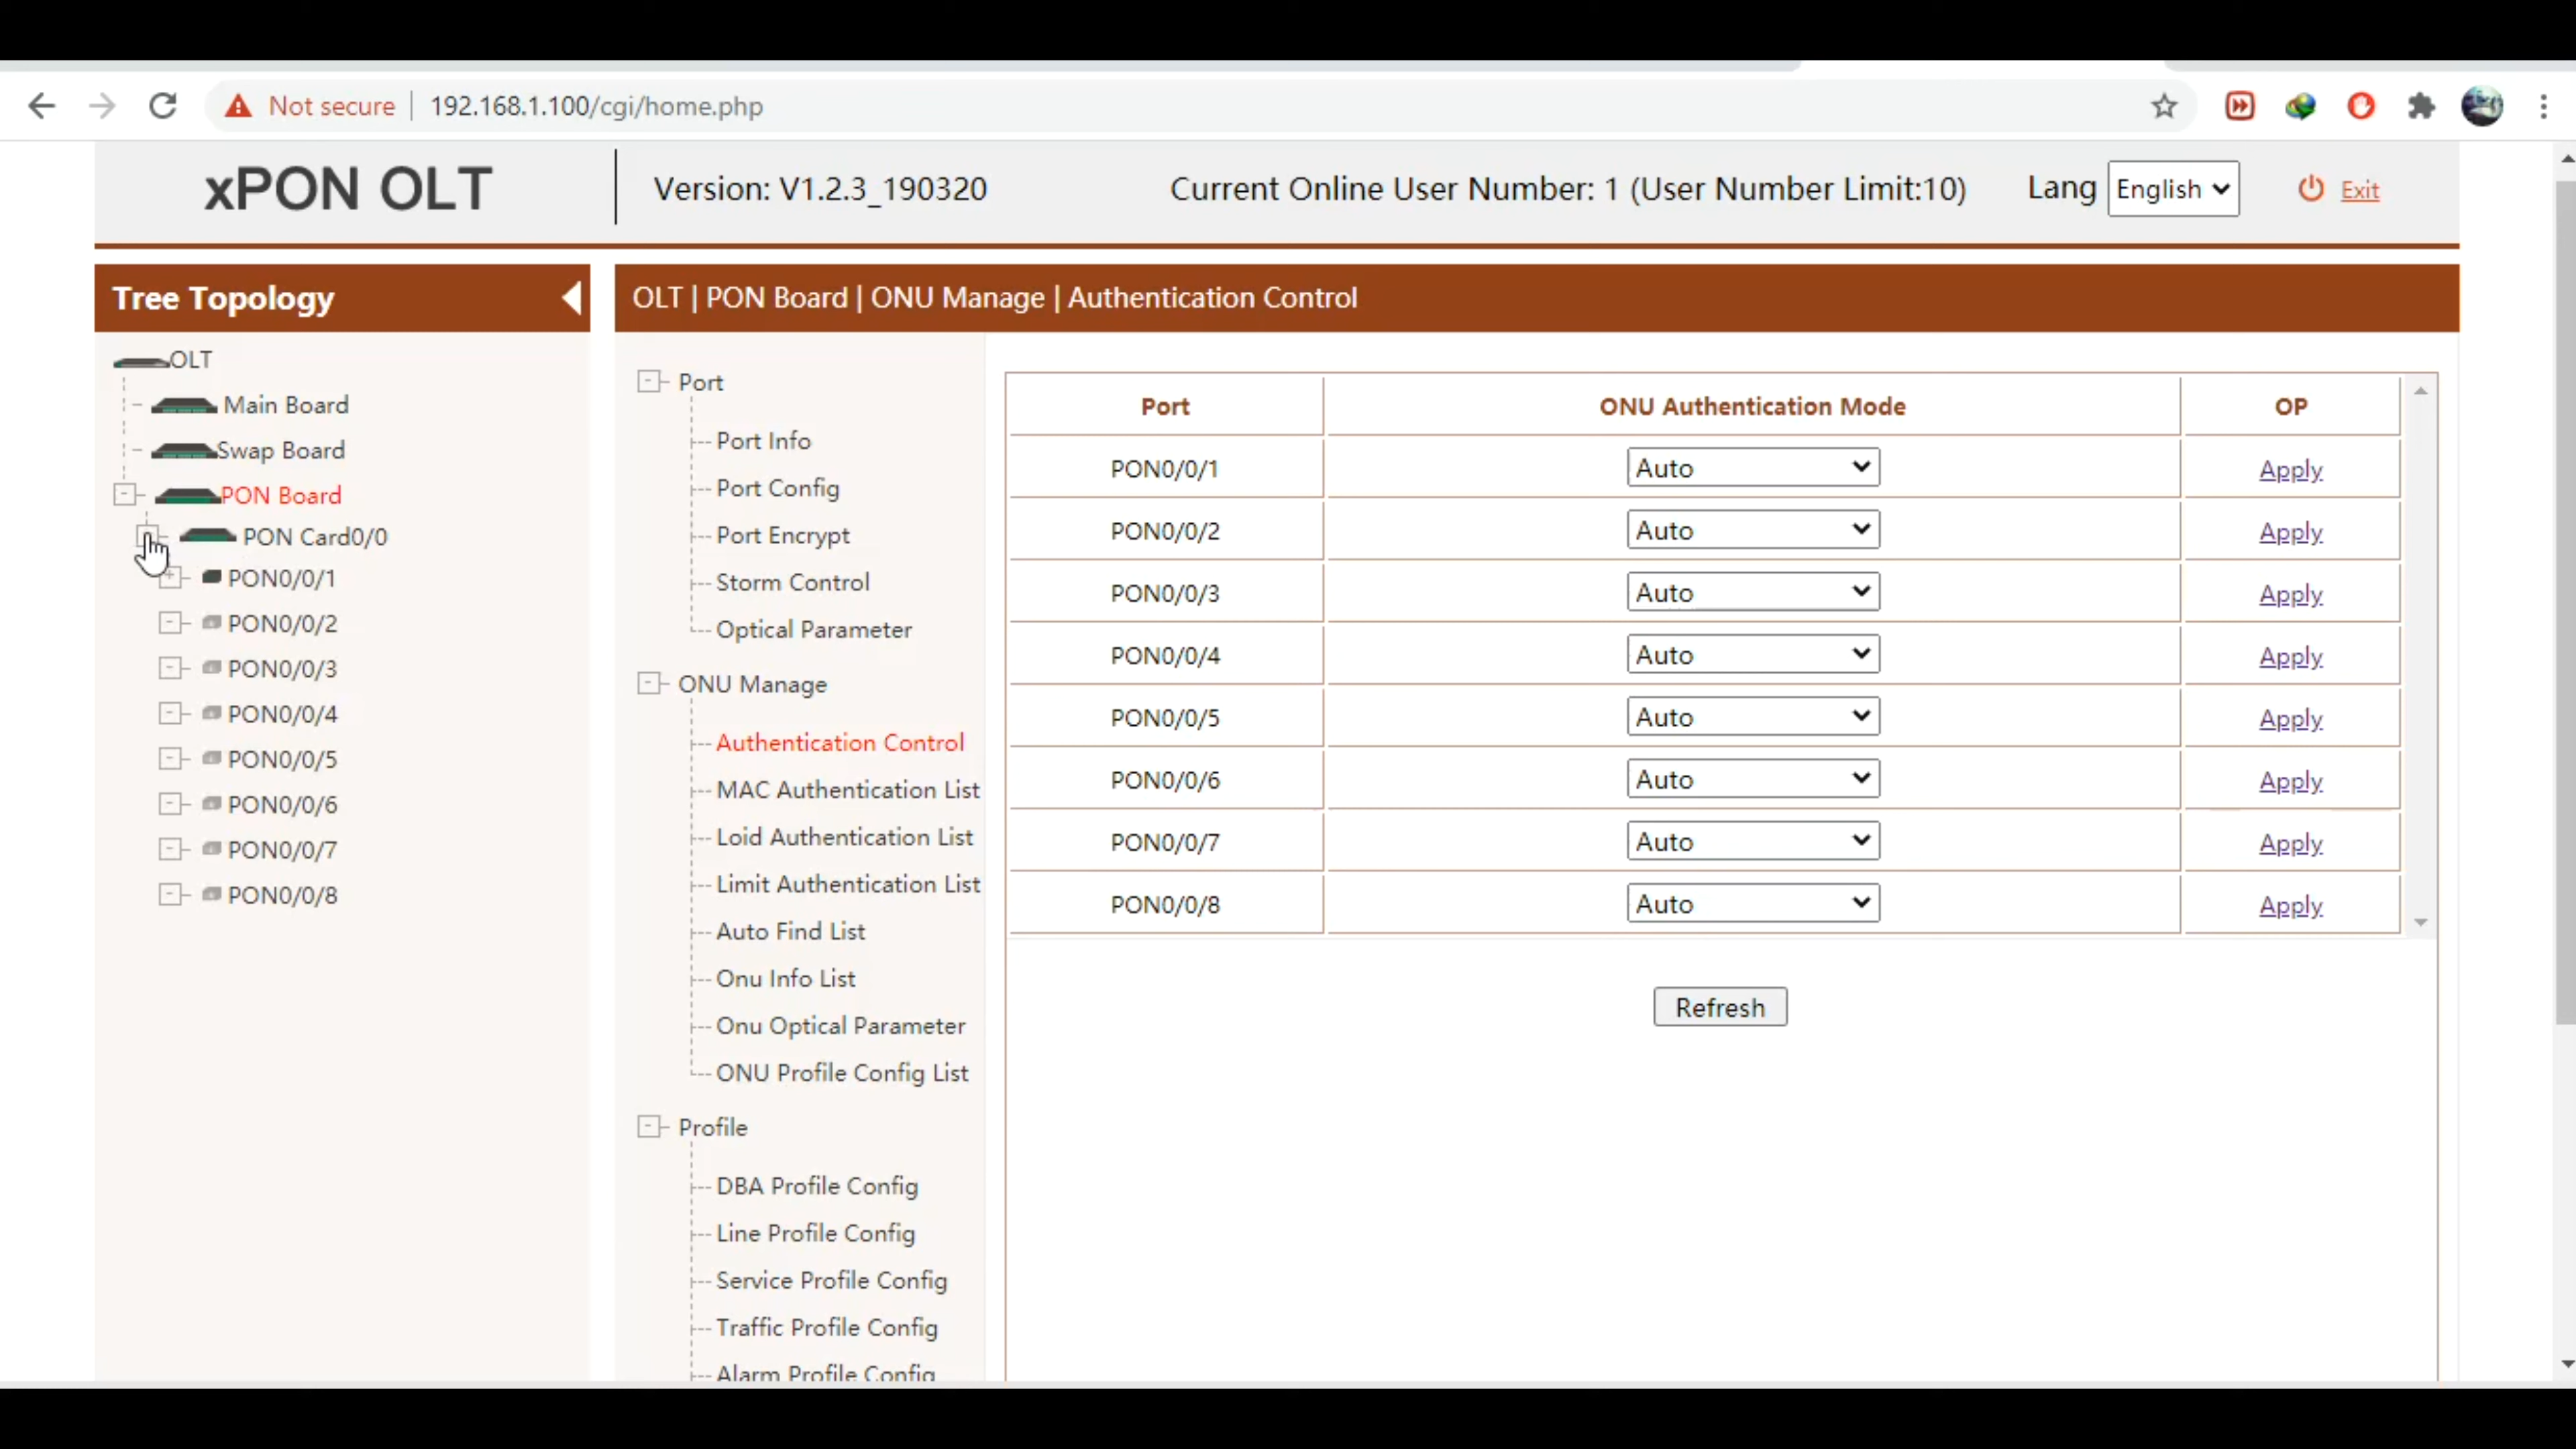 Not secure 192.168.1.100/cgi/home.php
xPON OLT Version: V1.2.3_190320 Current Online User Number: 1 (User Number Limit:10) Lang English Exit
Tree Topology
OLT
Main Board
Swap Board
PON Board
PON Card0/0
PON0/0/1
PON0/0/2
PON0/0/3
PON0/0/4
PON0/0/5
PON0/0/6
PON0/0/7
PON0/0/8
OLT | PON Board | ONU Manage | Authentication Control
Port
Port Info
Port Config
Port Encrypt
Storm Control
Optical Parameter
ONU Manage
Authentication Control
MAC Authentication List
Loid Authentication List
Limit Authentication List
Auto Find List
Onu Info List
Onu Optical Parameter
ONU Profile Config List
Profile
DBA Profile Config
Line Profile Config
Service Profile Config
Traffic Profile Config
Alarm Profile Config
Port ONU Authentication Mode OP
PON0/0/1 Auto Apply
PON0/0/2 Auto Apply
PON0/0/3 Auto Apply
PON0/0/4 Auto Apply
PON0/0/5 Auto Apply
PON0/0/6 Auto Apply
PON0/0/7 Auto Apply
PON0/0/8 Auto Apply
Refresh